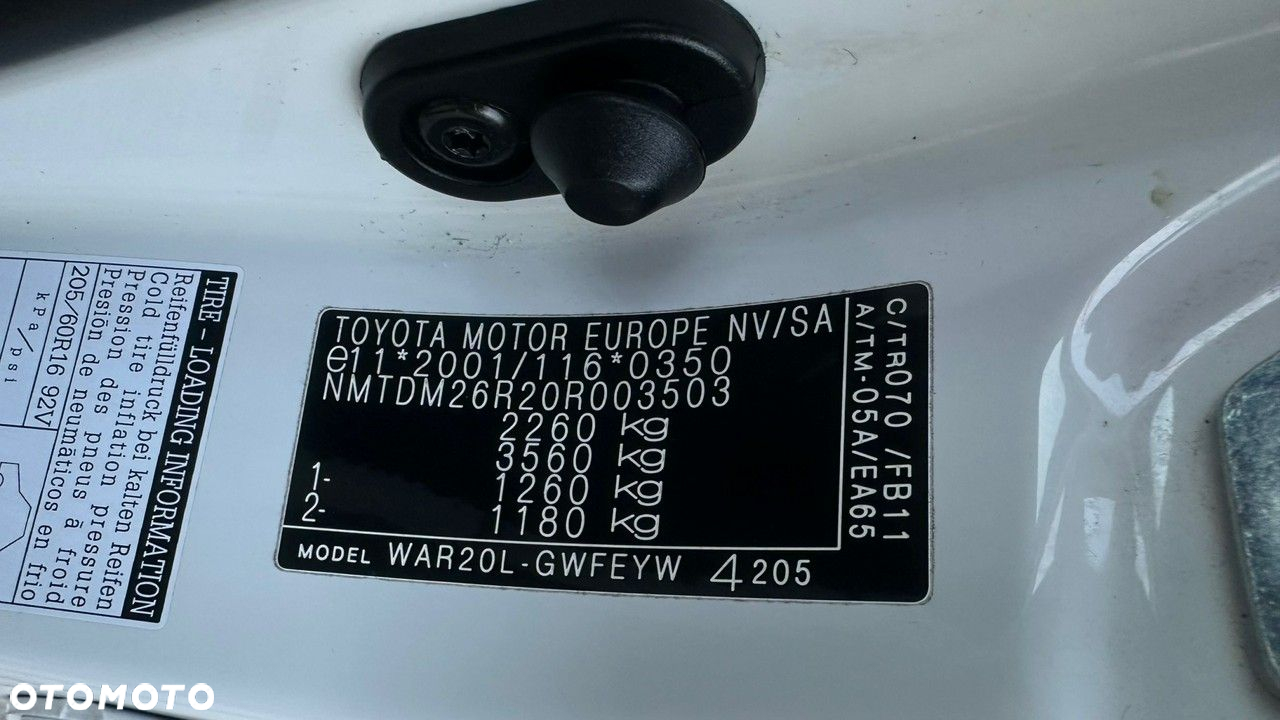 TIRE - LOADING INFORMATION
Reifenfülldruck bei kalten Reifen
Cold tire inflation pressure
Pression des pneus à froid
Presión de neumáticos en frio
205/60R16 92V
kpa/psi
TOYOTA MOTOR EUROPE NV/SA
e11*2001/116*0350
NMTDM26R20R003503
2260 kg
3560 kg
1- 1260 kg
2- 1180 kg
MODEL WAR20L-GWFEYW 4205
C/TR070 /FB11
A/TM-05A/EA65
OTOMOTO